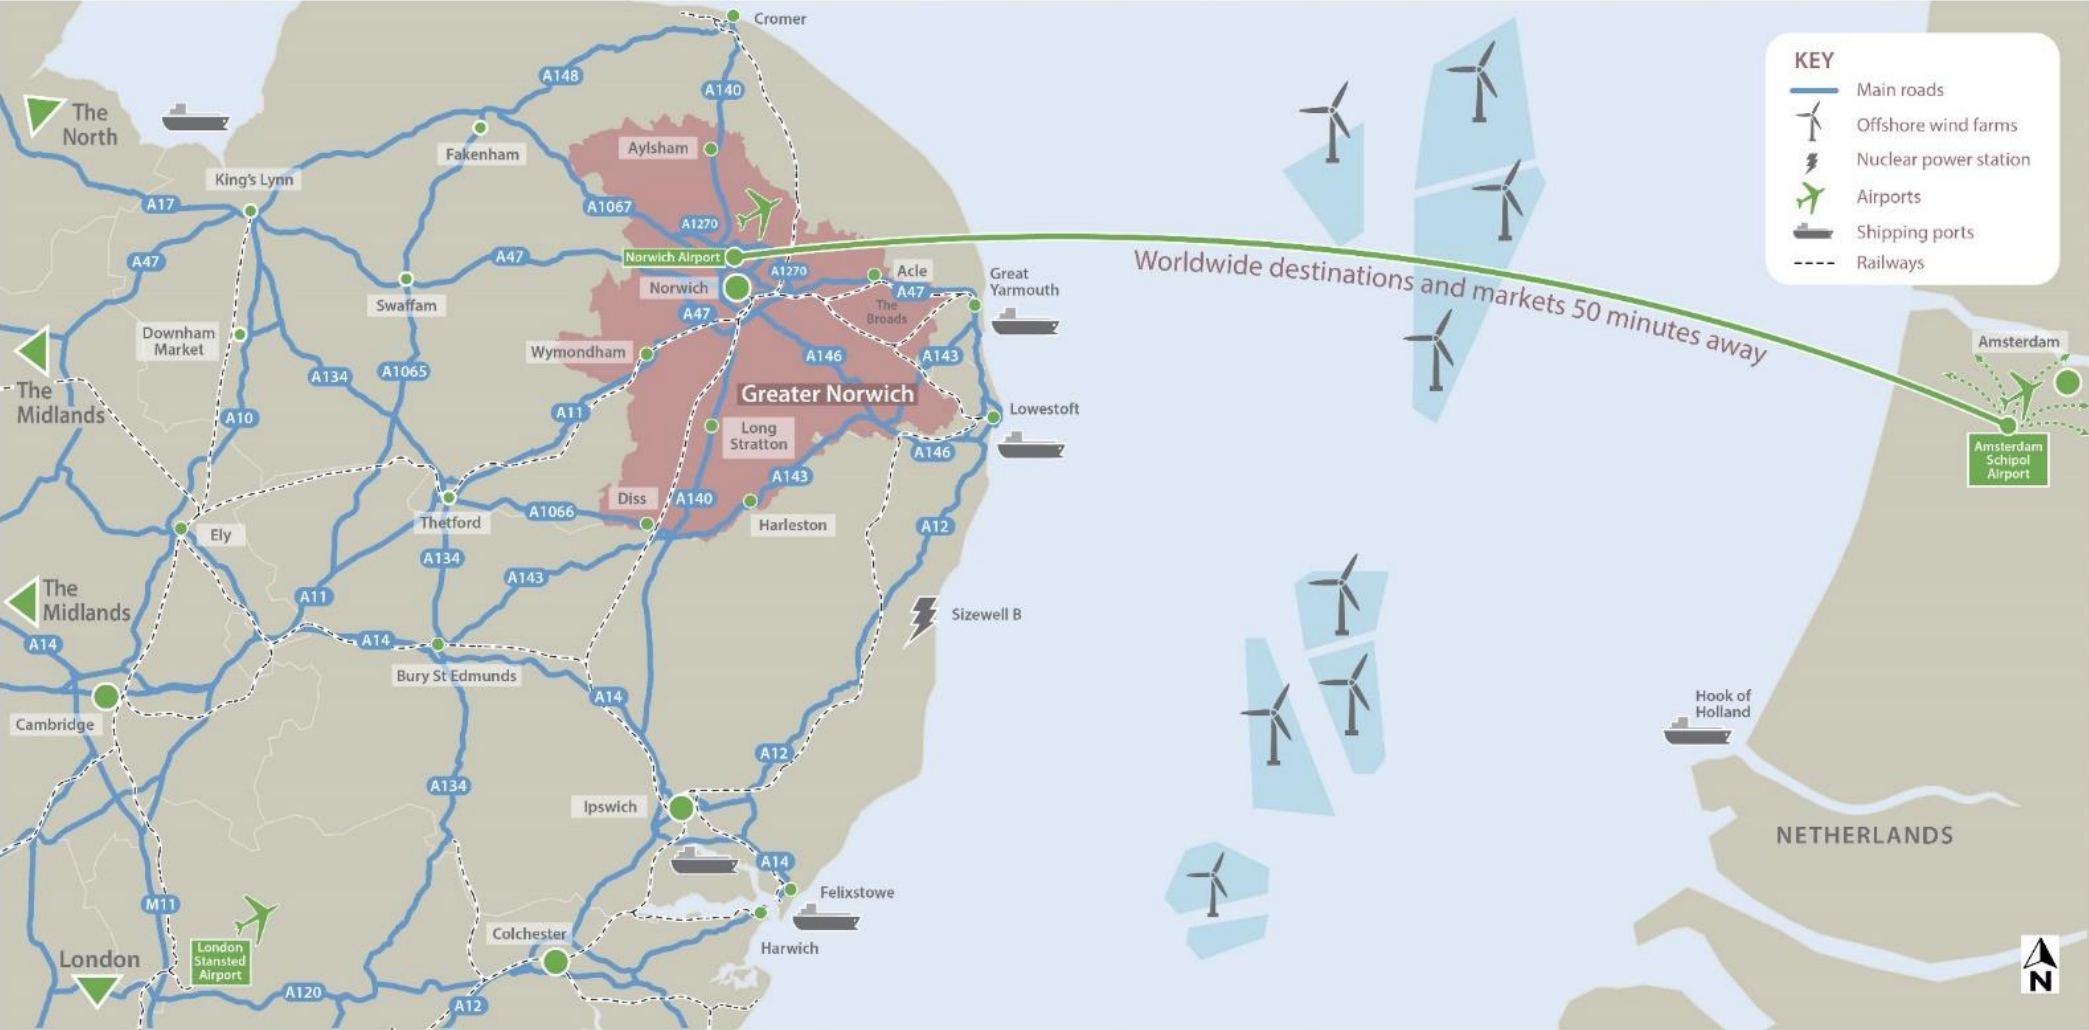 Cromer
A148
A140
The
North
Fakenham
Aylsham
King's Lynn
A17
A1067
A1270
A47
A47
Norwich Airport
A1270
Acle
Great
Yarmouth
Norwich
A47
The
Broads
Swaffam
A47
Downham
Market
Wymondham
A146
A143
A134
A1065
The
Midlands
Greater Norwich
A10
A11
Long
Stratton
Lowestoft
A146
A143
Diss
A140
A1066
Harleston
Thetford
Ely
A12
A134
A143
The
Midlands
A11
Sizewell B
A14
A14
Bury St Edmunds
A14
Cambridge
A12
A134
Ipswich
A14
Felixstowe
M11
Colchester
Harwich
London
London
Stansted
Airport
A120
A12
Worldwide destinations and markets 50 minutes away
KEY
Main roads
Offshore wind farms
Nuclear power station
Airports
Shipping ports
Railways
Amsterdam
Amsterdam
Schipol
Airport
Hook of
Holland
NETHERLANDS
N